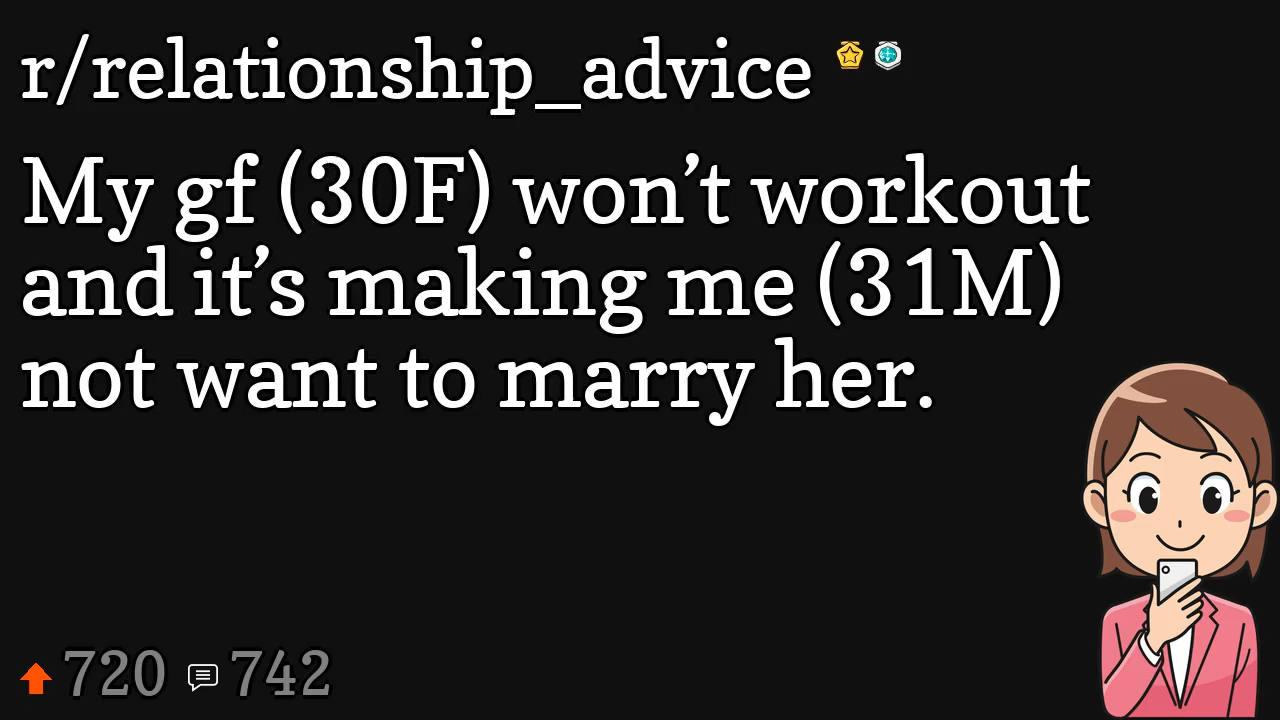 r/relationship_advice
My gf (30F) won’t workout
and it’s making me (31M)
not want to marry her.
720 742